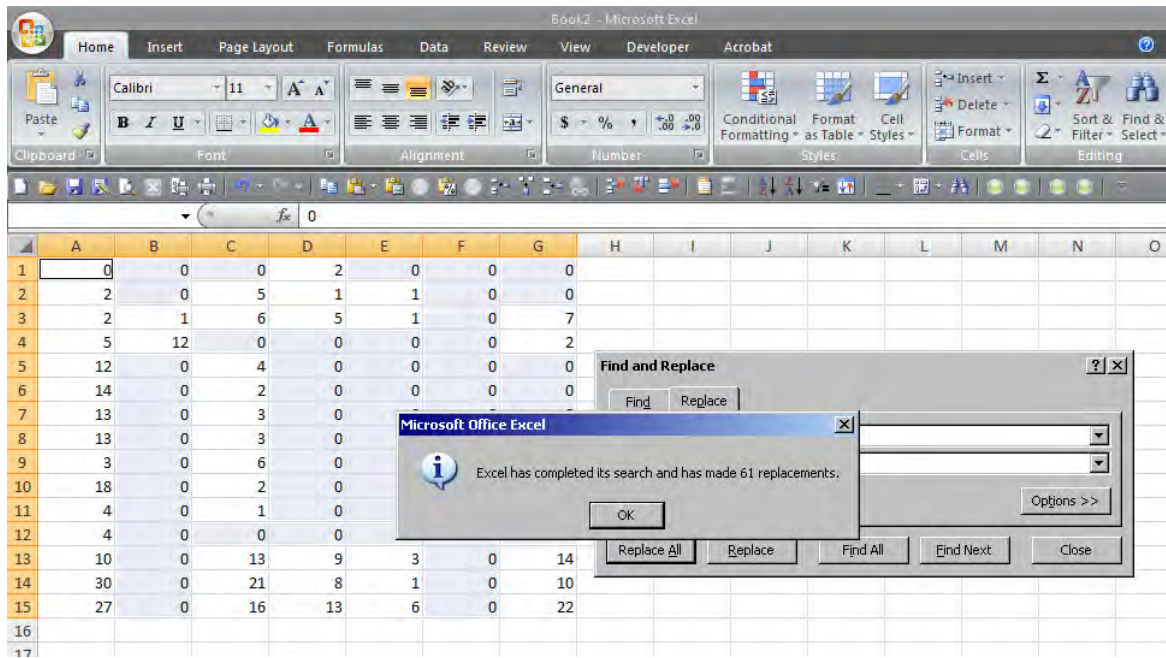 Book2 - Microsoft Excel
Home Insert Page Layout Formulas Data Review View Developer Acrobat
Calibri 11 A A General Insert Σ
Paste B I U A $ % , .0 .00 .00 .0 Conditional Formatting Format as Table Cell Styles Delete Format Sort & Filter Find & Select
Clipboard Font Alignment Number Styles Cells Editing
fx 0
A B C D E F G H I J K L M N O
1 0 0 0 2 0 0 0
2 2 0 5 1 1 0 0
3 2 1 6 5 1 0 7
4 5 12 0 0 0 0 2
5 12 0 4 0 0 0 0
6 14 0 2 0 0 0 0
7 13 0 3 0
8 13 0 3 0
9 3 0 6 0
10 18 0 2 0
11 4 0 1 0
12 4 0 0 0
13 10 0 13 9 3 0 14
14 30 0 21 8 1 0 10
15 27 0 16 13 6 0 22
16
17
Find and Replace
Find Replace
Options >>
Replace All Replace Find All Find Next Close
Microsoft Office Excel
Excel has completed its search and has made 61 replacements.
OK